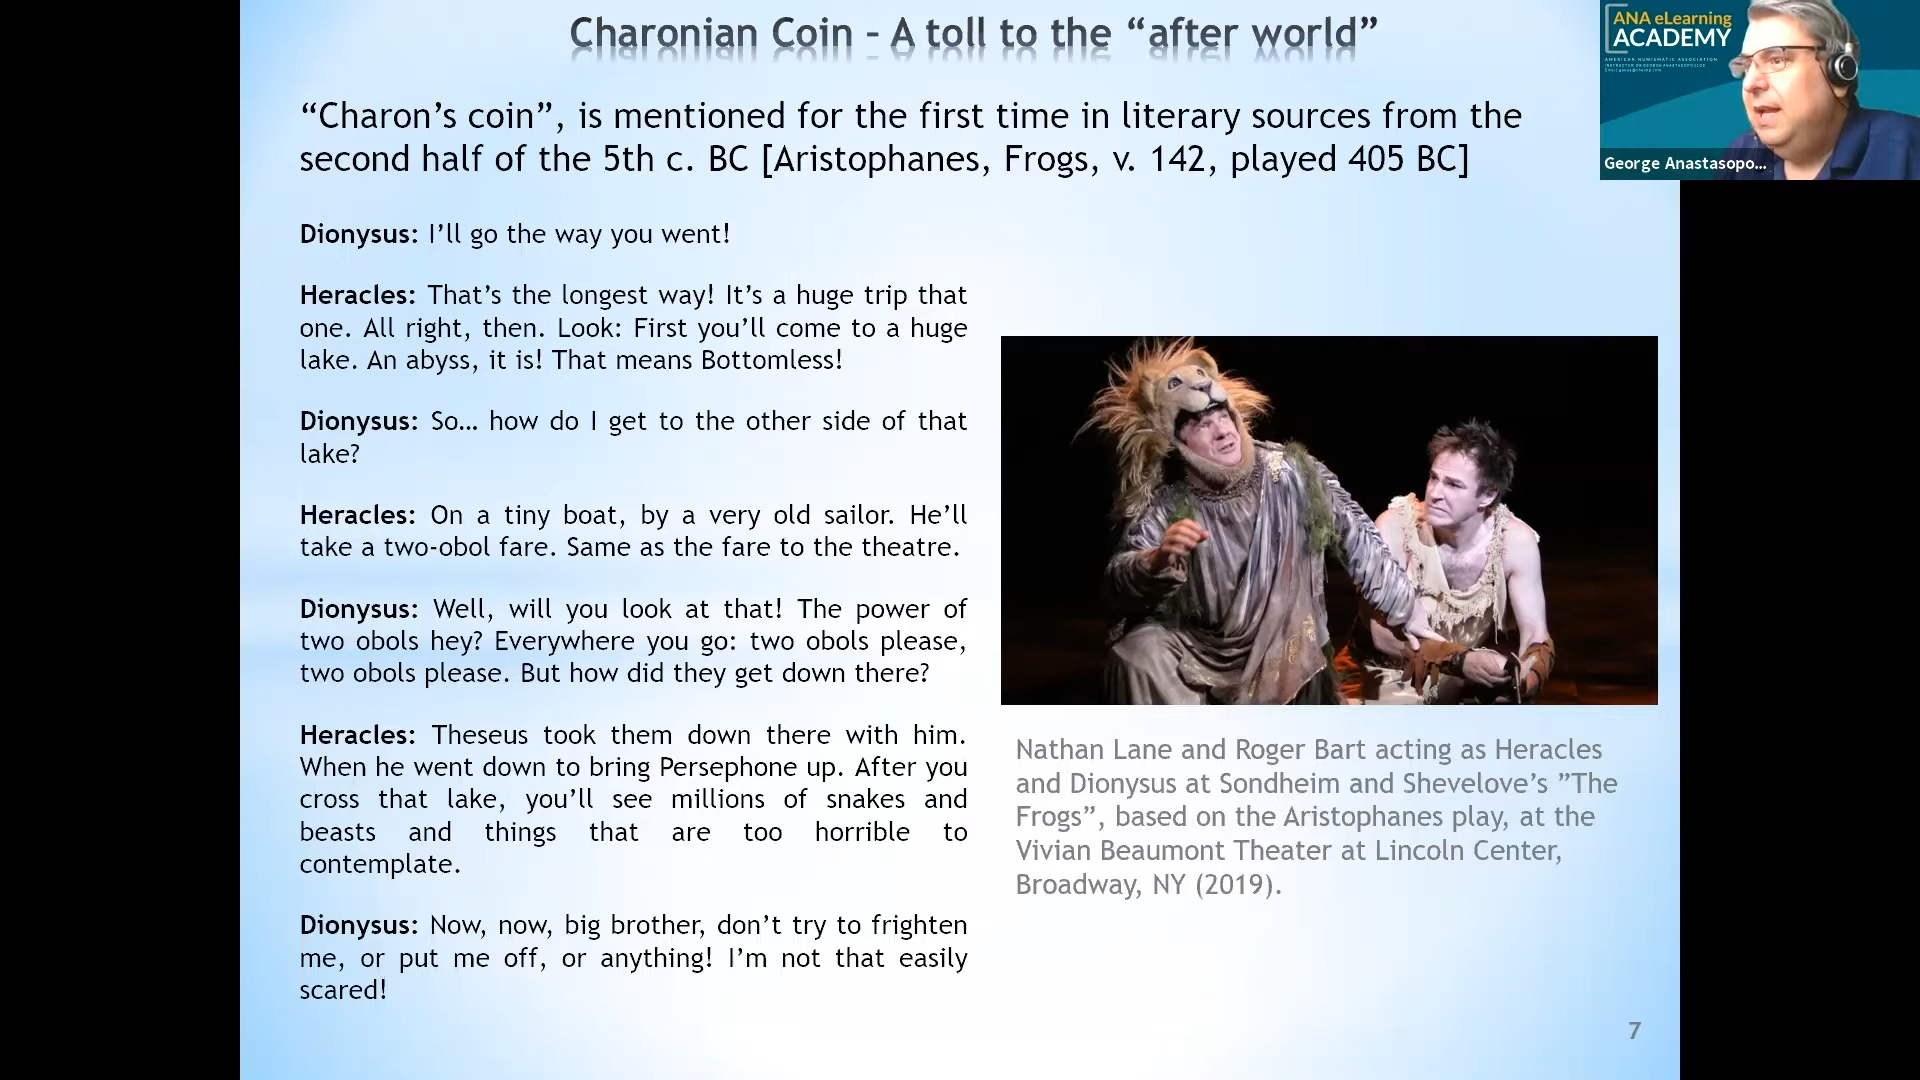 Charonian Coin – A toll to the “after world”
“Charon’s coin”, is mentioned for the first time in literary sources from the
second half of the 5th c. BC [Aristophanes, Frogs, v. 142, played 405 BC]
Dionysus: I’ll go the way you went!
Heracles: That’s the longest way! It’s a huge trip that
one. All right, then. Look: First you’ll come to a huge
lake. An abyss, it is! That means Bottomless!
Dionysus: So… how do I get to the other side of that
lake?
Heracles: On a tiny boat, by a very old sailor. He’ll
take a two-obol fare. Same as the fare to the theatre.
Dionysus: Well, will you look at that! The power of
two obols hey? Everywhere you go: two obols please,
two obols please. But how did they get down there?
Heracles: Theseus took them down there with him.
When he went down to bring Persephone up. After you
cross that lake, you’ll see millions of snakes and
beasts and things that are too horrible to
contemplate.
Dionysus: Now, now, big brother, don’t try to frighten
me, or put me off, or anything! I’m not that easily
scared!
Nathan Lane and Roger Bart acting as Heracles
and Dionysus at Sondheim and Shevelove’s ”The
Frogs”, based on the Aristophanes play, at the
Vivian Beaumont Theater at Lincoln Center,
Broadway, NY (2019).
7
ANA eLearning
ACADEMY
AMERICAN NUMISMATIC ASSOCIATION
George Anastasopo...